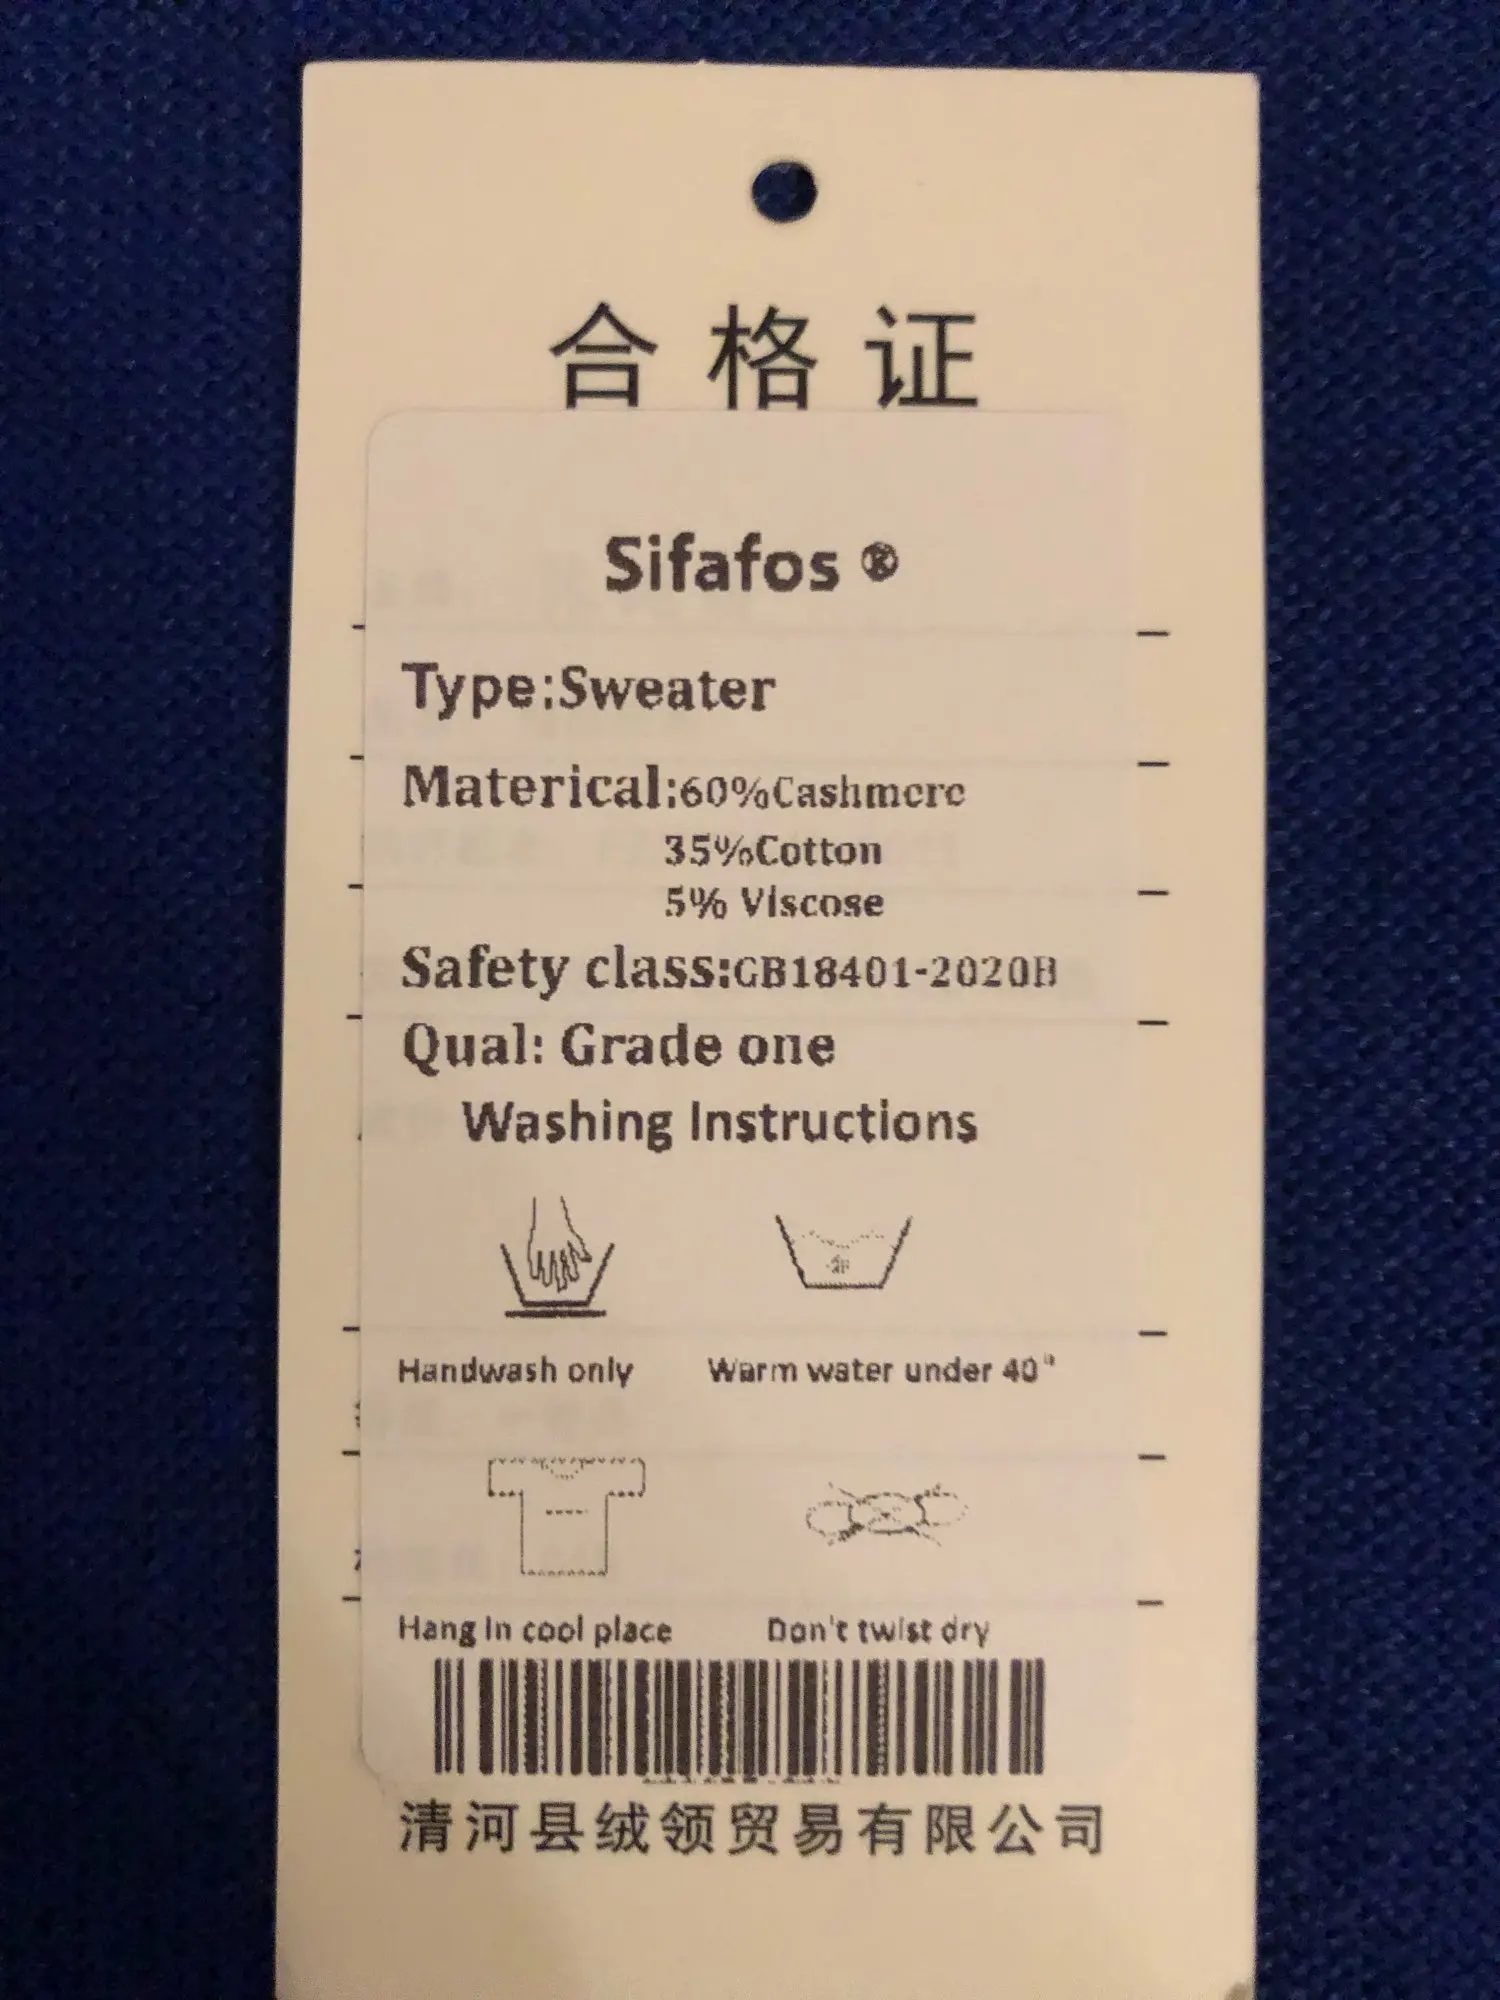 合格证
Sifafos ®
Type:Sweater
Materical:60%Cashmere
35%Cotton
5% Viscose
Safety class:GB18401-2020B
Qual: Grade one
Washing Instructions
Handwash only Warm water under 40°
Hang in cool place Don't twist dry
清河县绒领贸易有限公司